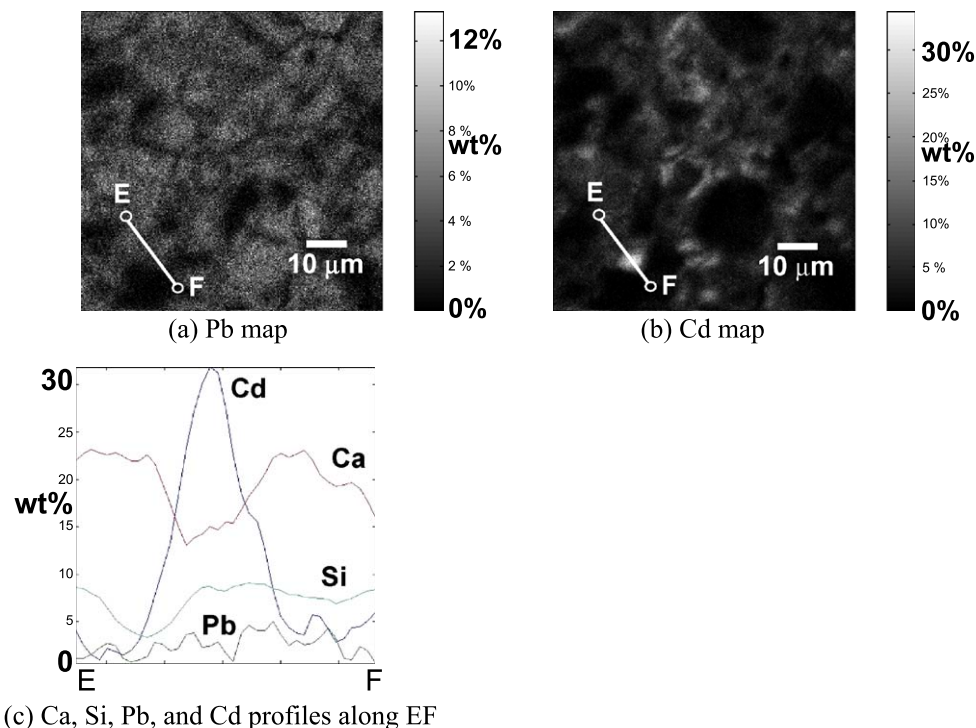 12%
10%
8 %
wt%
6 %
4 %
2 %
0%
E
F
10 μm
(a) Pb map
30%
25%
20%
wt%
15%
10%
5 %
0%
E
F
10 μm
(b) Cd map
30
25
20
wt%
15
10
5
0
Cd
Ca
Si
Pb
E
F
(c) Ca, Si, Pb, and Cd profiles along EF